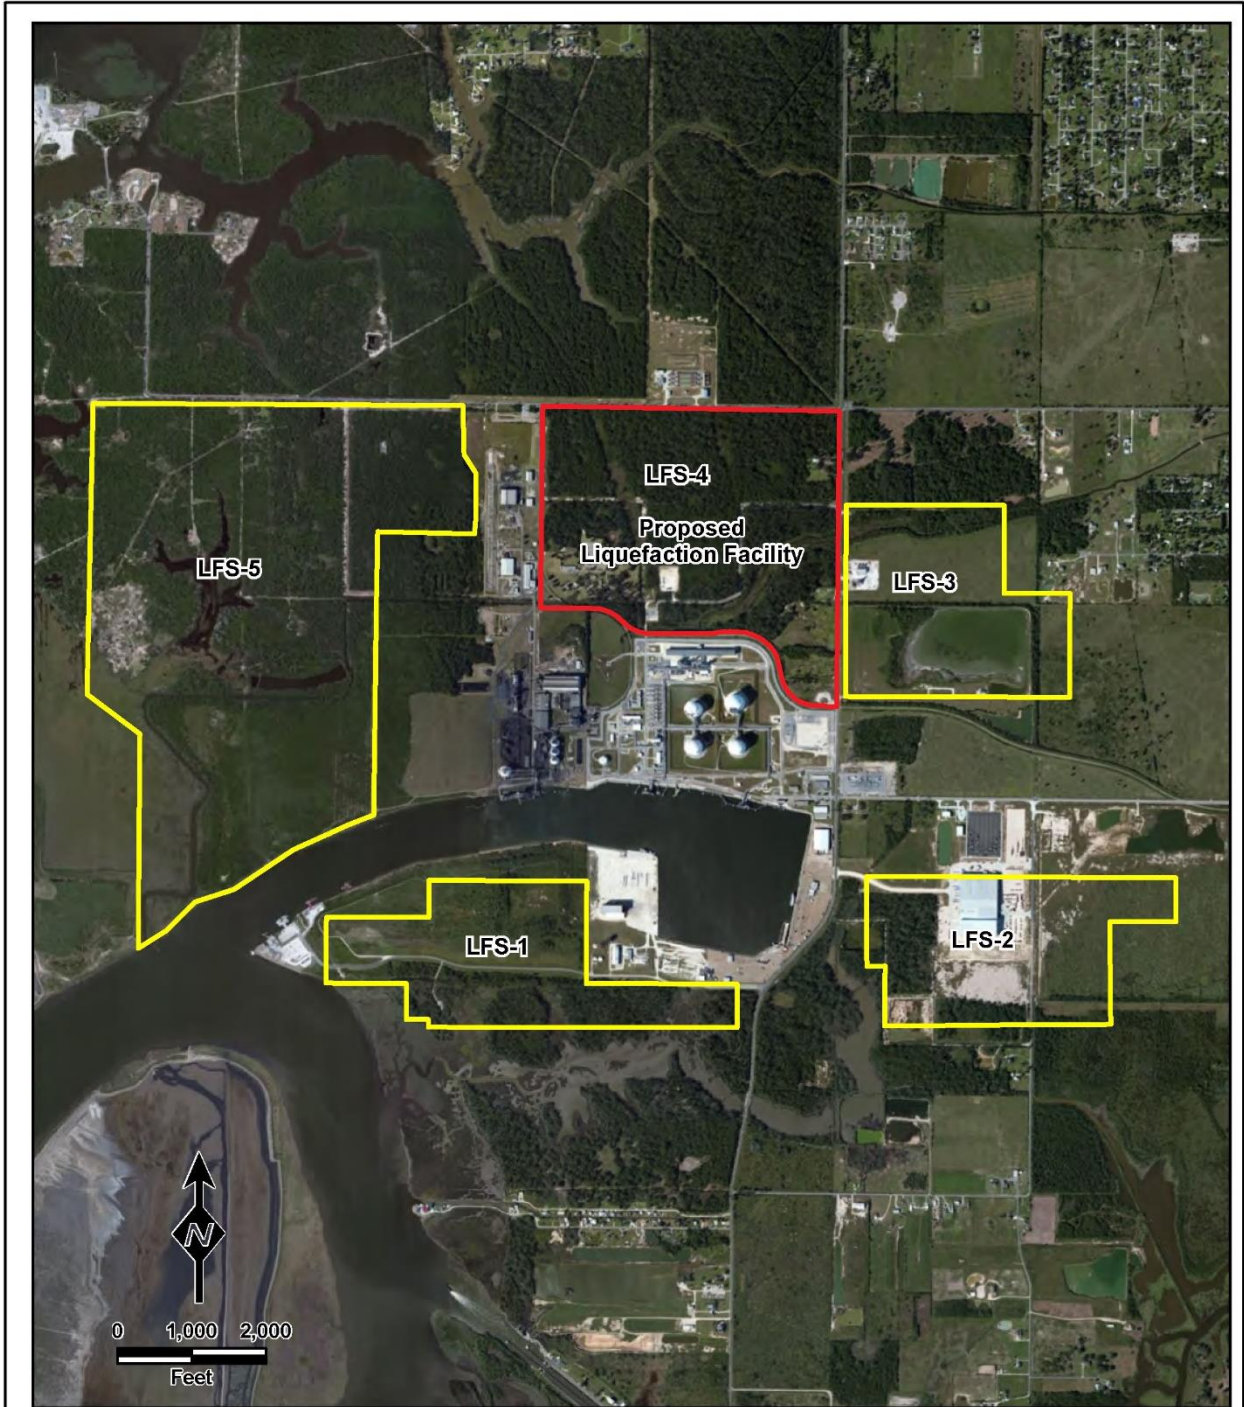 LFS-4
Proposed
Liquefaction Facility
LFS-5
LFS-3
LFS-1
LFS-2
N
0 1,000 2,000
Feet